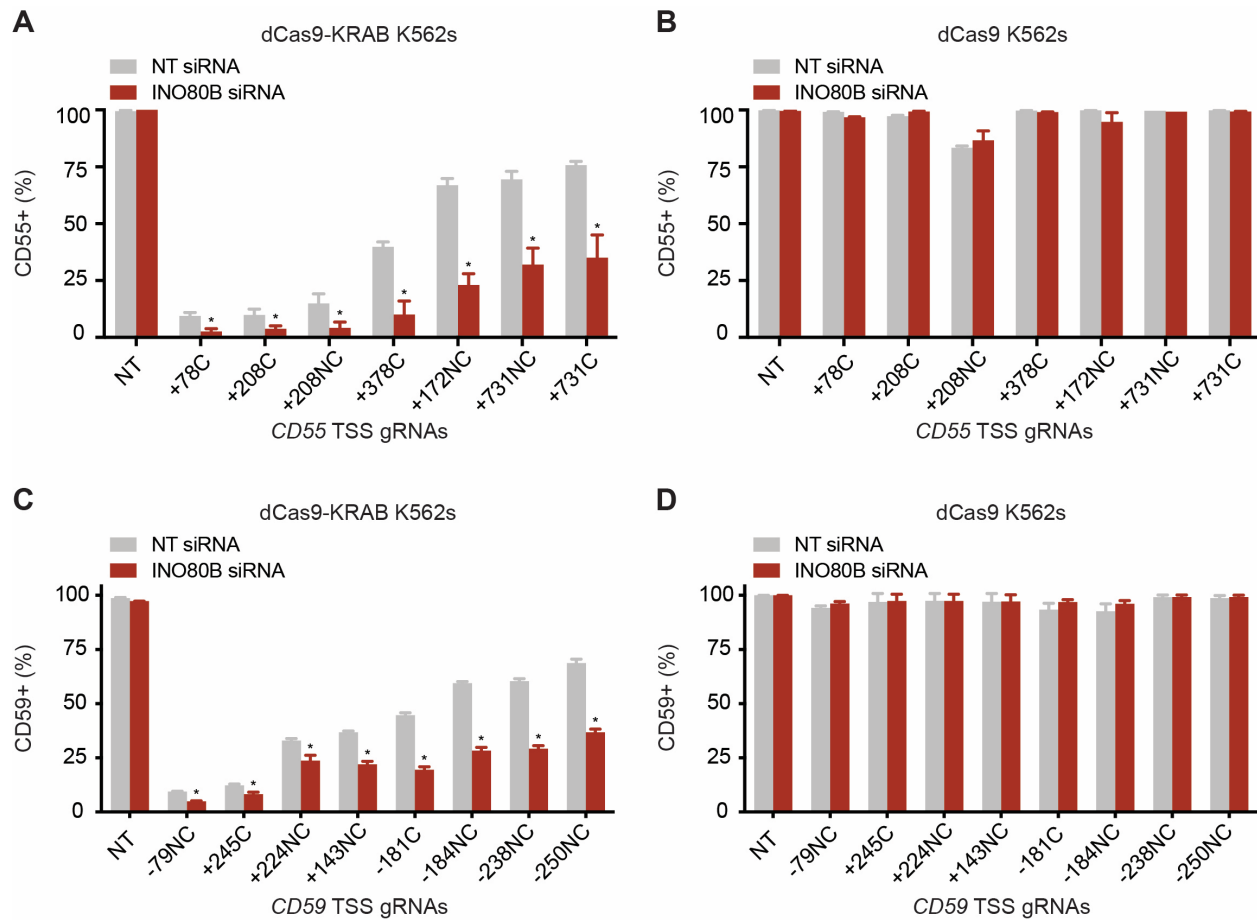 A
dCas9-KRAB K562s
NT siRNA
INO80B siRNA
CD55+ (%)
100
75
50
25
0
* * * * * * *
NT +78C +208C +208NC +378C +172NC +731NC +731C
CD55 TSS gRNAs
B
dCas9 K562s
NT siRNA
INO80B siRNA
CD55+ (%)
100
75
50
25
0
NT +78C +208C +208NC +378C +172NC +731NC +731C
CD55 TSS gRNAs
C
dCas9-KRAB K562s
NT siRNA
INO80B siRNA
CD59+ (%)
100
75
50
25
0
* * * * * * * *
NT -79NC +245C +224NC +143NC -181C -184NC -238NC -250NC
CD59 TSS gRNAs
D
dCas9 K562s
NT siRNA
INO80B siRNA
CD59+ (%)
100
75
50
25
0
NT -79NC +245C +224NC +143NC -181C -184NC -238NC -250NC
CD59 TSS gRNAs